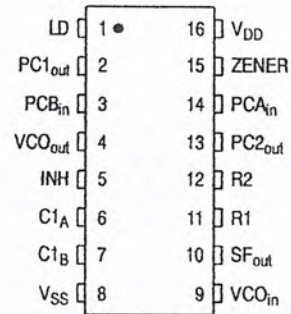 LD 1 16 VDD
PC1out 2 15 ZENER
PCBin 3 14 PCAin
VCOout 4 13 PC2out
INH 5 12 R2
C1A 6 11 R1
C1B 7 10 SFout
VSS 8 9 VCOin